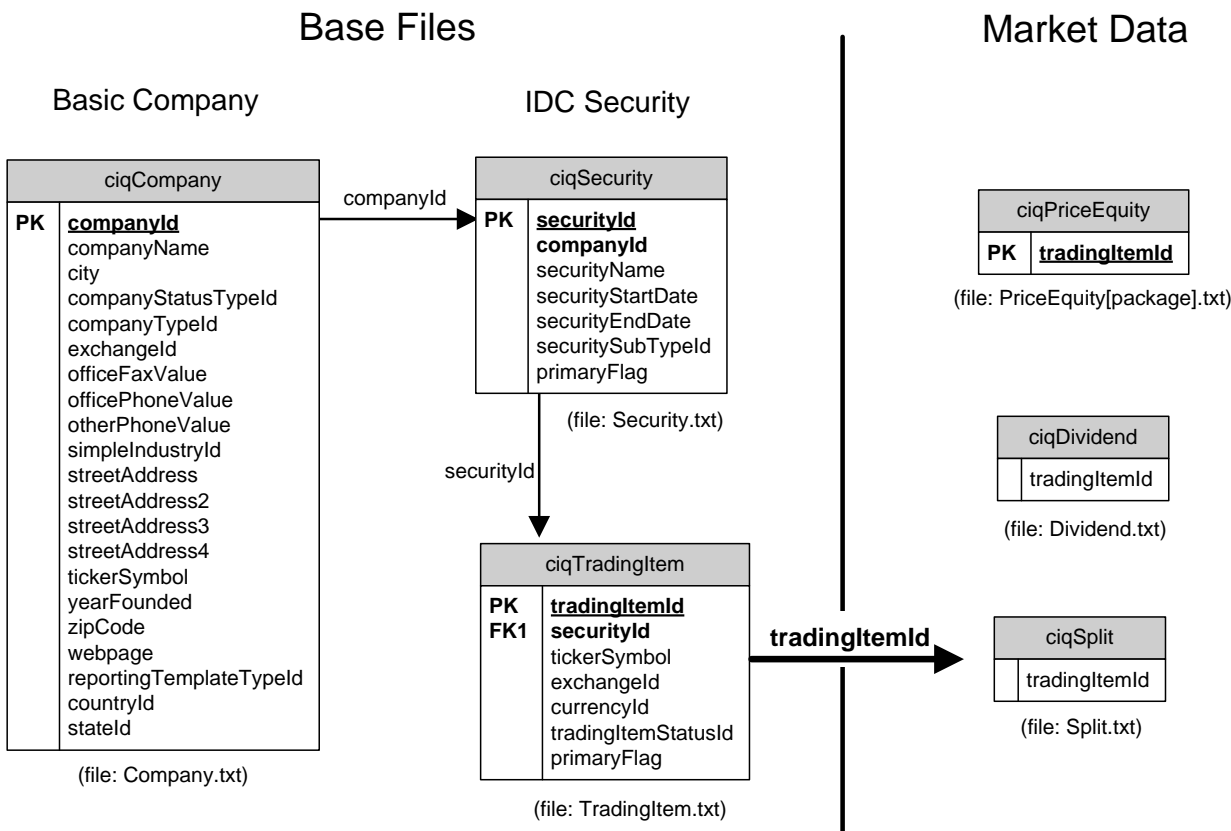 Base Files
Market Data
Basic Company
IDC Security
ciqCompany
PK companyId
companyName
city
companyStatusTypeId
companyTypeId
exchangeId
officeFaxValue
officePhoneValue
otherPhoneValue
simpleIndustryId
streetAddress
streetAddress2
streetAddress3
streetAddress4
tickerSymbol
yearFounded
zipCode
webpage
reportingTemplateTypeId
countryId
stateId
(file: Company.txt)
companyId
ciqSecurity
PK securityId
companyId
securityName
securityStartDate
securityEndDate
securitySubTypeId
primaryFlag
(file: Security.txt)
securityId
ciqTradingItem
PK tradingItemId
FK1 securityId
tickerSymbol
exchangeId
currencyId
tradingItemStatusId
primaryFlag
(file: TradingItem.txt)
tradingItemId
ciqPriceEquity
PK tradingItemId
(file: PriceEquity[package].txt)
ciqDividend
tradingItemId
(file: Dividend.txt)
ciqSplit
tradingItemId
(file: Split.txt)